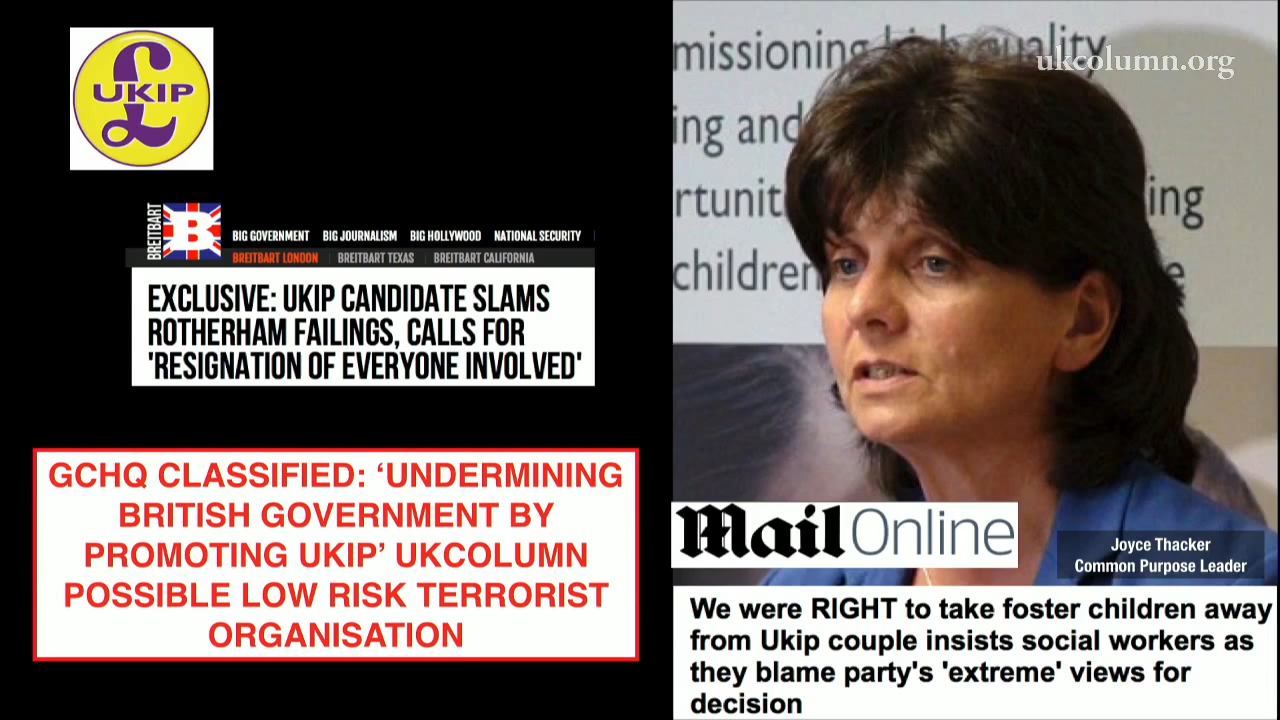 UKIP
BREITBART
B
BIG GOVERNMENT BIG JOURNALISM BIG HOLLYWOOD NATIONAL SECURITY
BREITBART LONDON BREITBART TEXAS BREITBART CALIFORNIA
EXCLUSIVE: UKIP CANDIDATE SLAMS
ROTHERHAM FAILINGS, CALLS FOR
'RESIGNATION OF EVERYONE INVOLVED'
GCHQ CLASSIFIED: ‘UNDERMINING
BRITISH GOVERNMENT BY
PROMOTING UKIP’ UKCOLUMN
POSSIBLE LOW RISK TERRORIST
ORGANISATION
ukcolumn.org
missioning high quality
ing and
rtunit ing
children e
Mail Online
Joyce Thacker
Common Purpose Leader
We were RIGHT to take foster children away
from Ukip couple insists social workers as
they blame party's 'extreme' views for
decision